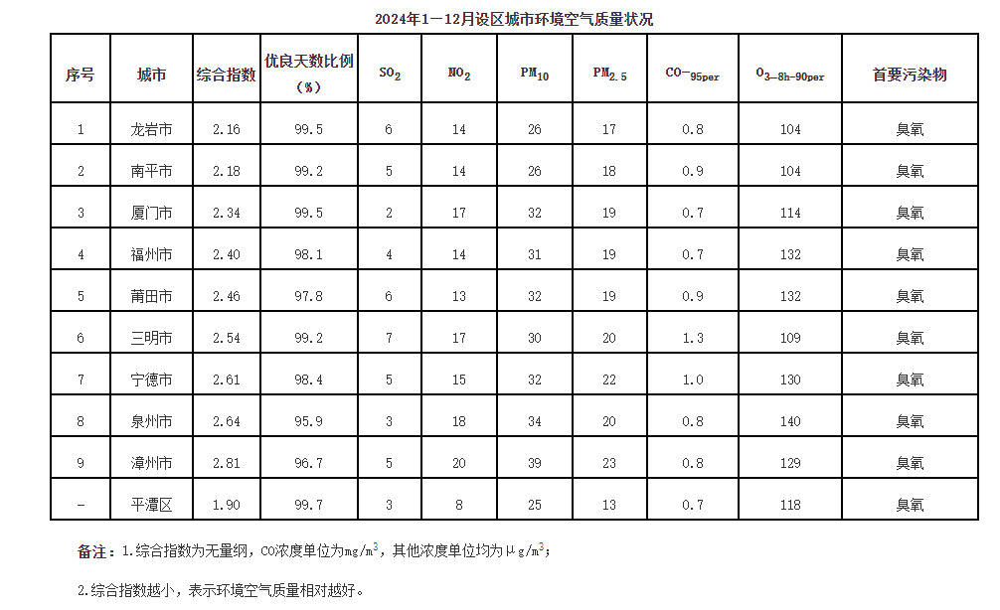 2024年1－12月设区城市环境空气质量状况
序号 城市 综合指数 优良天数比例（%） SO2 NO2 PM10 PM2.5 CO-95per O3-8h-90per 首要污染物
1 龙岩市 2.16 99.5 6 14 26 17 0.8 104 臭氧
2 南平市 2.18 99.2 5 14 26 18 0.9 104 臭氧
3 厦门市 2.34 99.5 2 17 32 19 0.7 114 臭氧
4 福州市 2.40 98.1 4 14 31 19 0.7 132 臭氧
5 莆田市 2.46 97.8 6 13 32 19 0.9 132 臭氧
6 三明市 2.54 99.2 7 17 30 20 1.3 109 臭氧
7 宁德市 2.61 98.4 5 15 32 22 1.0 130 臭氧
8 泉州市 2.64 95.9 3 18 34 20 0.8 140 臭氧
9 漳州市 2.81 96.7 5 20 39 23 0.8 129 臭氧
- 平潭区 1.90 99.7 3 8 25 13 0.7 118 臭氧
备注：1.综合指数为无量纲，CO浓度单位为mg/m3，其他浓度单位均为μg/m3；
2.综合指数越小，表示环境空气质量相对越好。